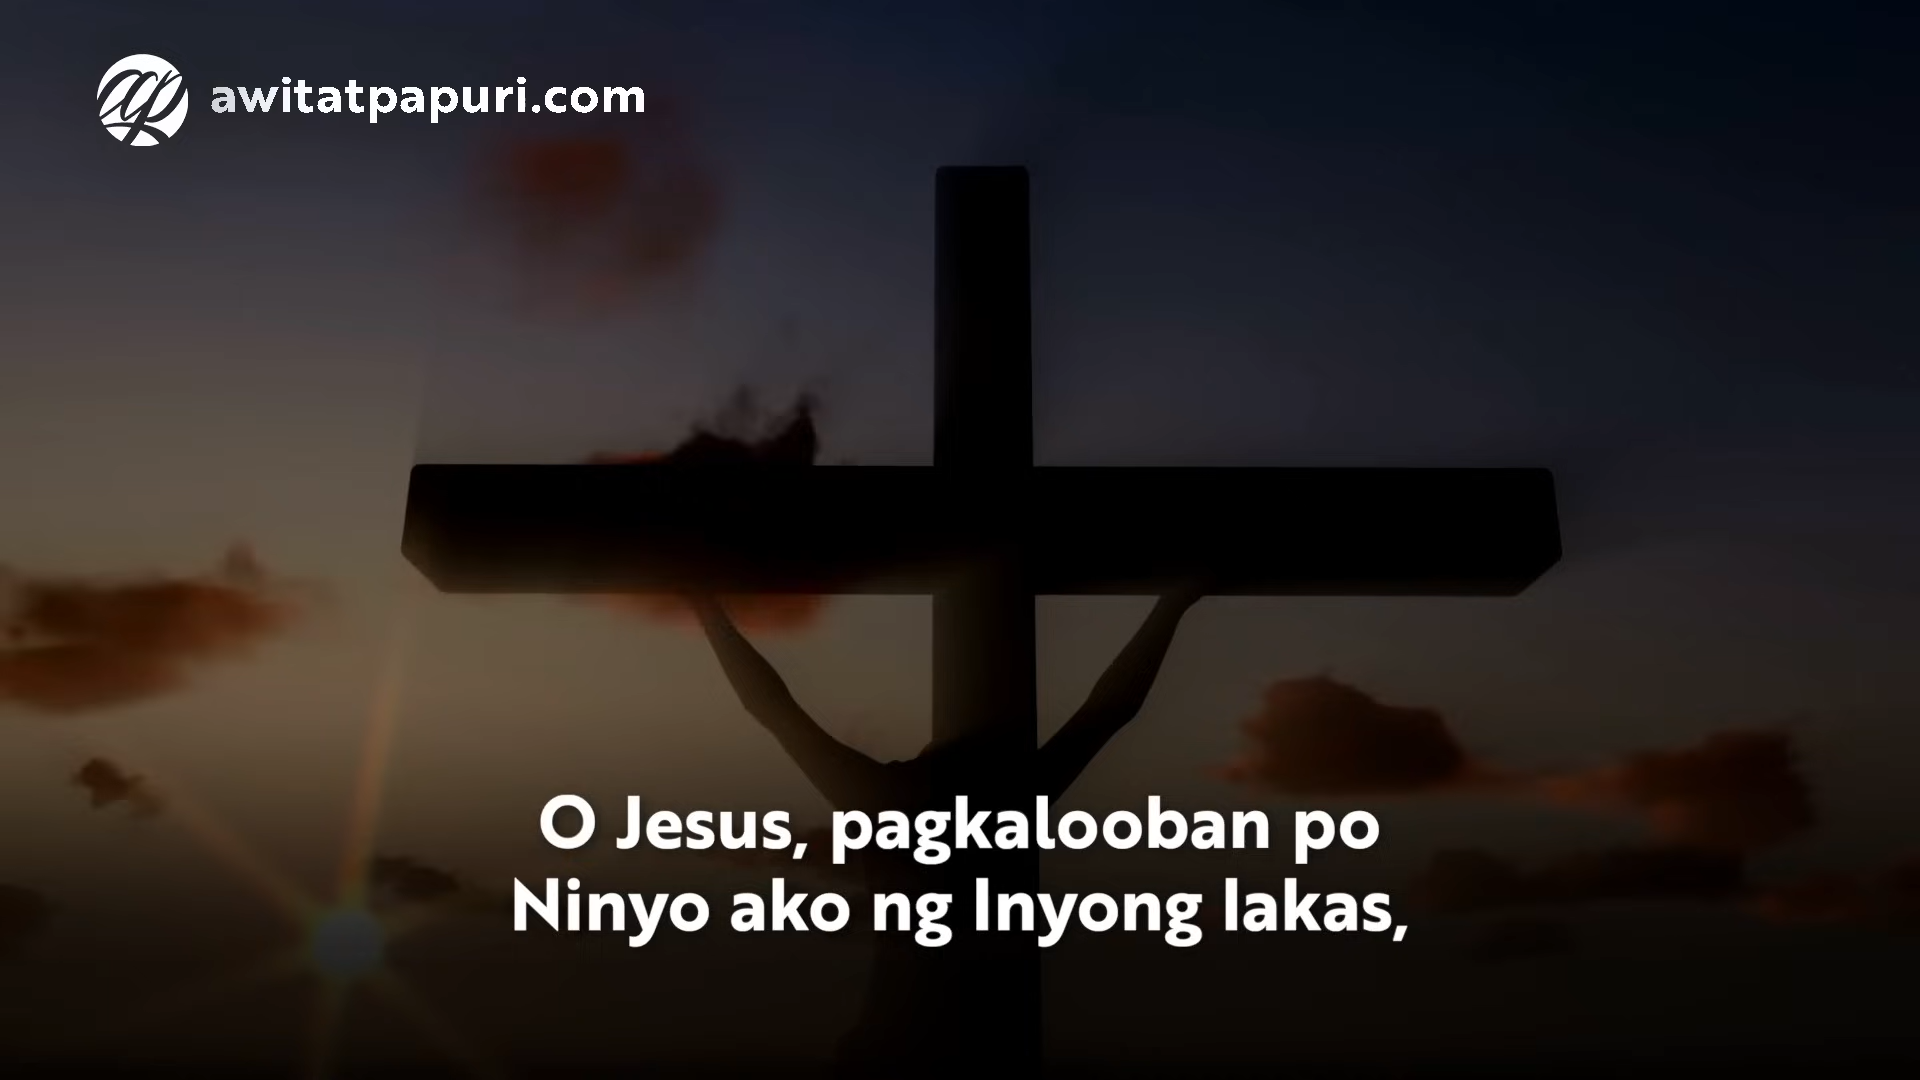 awitatpapuri.com
O Jesus, pagkalooban po
Ninyo ako ng Inyong lakas,